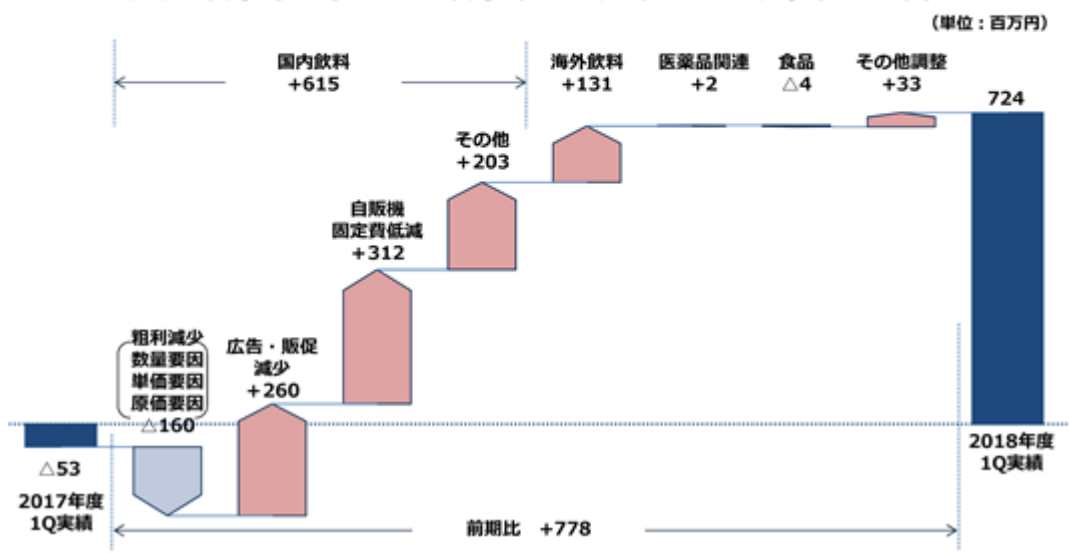 （単位：百万円）
国内飲料
+615
海外飲料
+131
医薬品関連
+2
食品
△4
その他調整
+33
724
その他
+203
自販機
固定費低減
+312
粗利減少
数量要因
単価要因
原価要因
△160
広告・販促
減少
+260
△53
2017年度
1Q実績
2018年度
1Q実績
前期比　+778